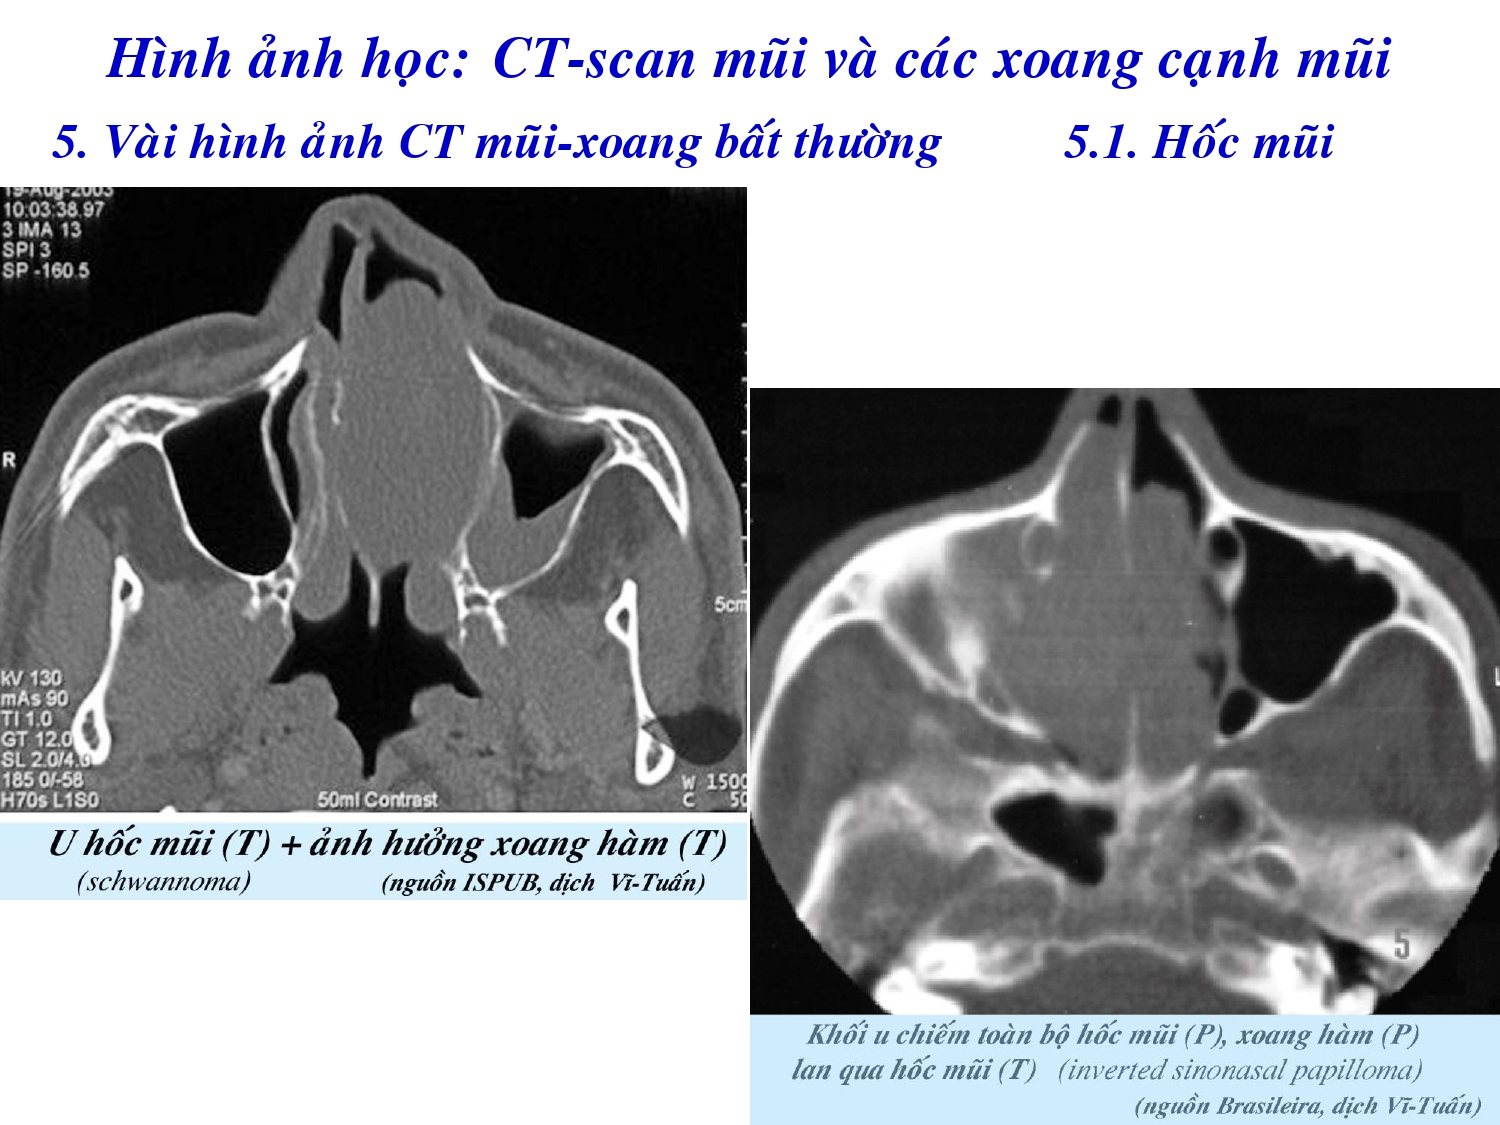 Hình ảnh học: CT-scan mũi và các xoang cạnh mũi
5. Vài hình ảnh CT mũi-xoang bất thường 5.1. Hốc mũi
19-Aug-2003
10:03:38.97
3 IMA 13
SPI 3
SP -160.5
R
5cm
kV 130
mAs 90
TI 1.0
GT 12.0
SL 2.0/4.0
185 0/-58
H70s L1S0
50ml Contrast
W 1500
C 50
U hốc mũi (T) + ảnh hưởng xoang hàm (T)
(schwannoma) (nguồn ISPUB, dịch Vĩ-Tuấn)
L
5
Khối u chiếm toàn bộ hốc mũi (P), xoang hàm (P)
lan qua hốc mũi (T) (inverted sinonasal papilloma)
(nguồn Brasileira, dịch Vĩ-Tuấn)